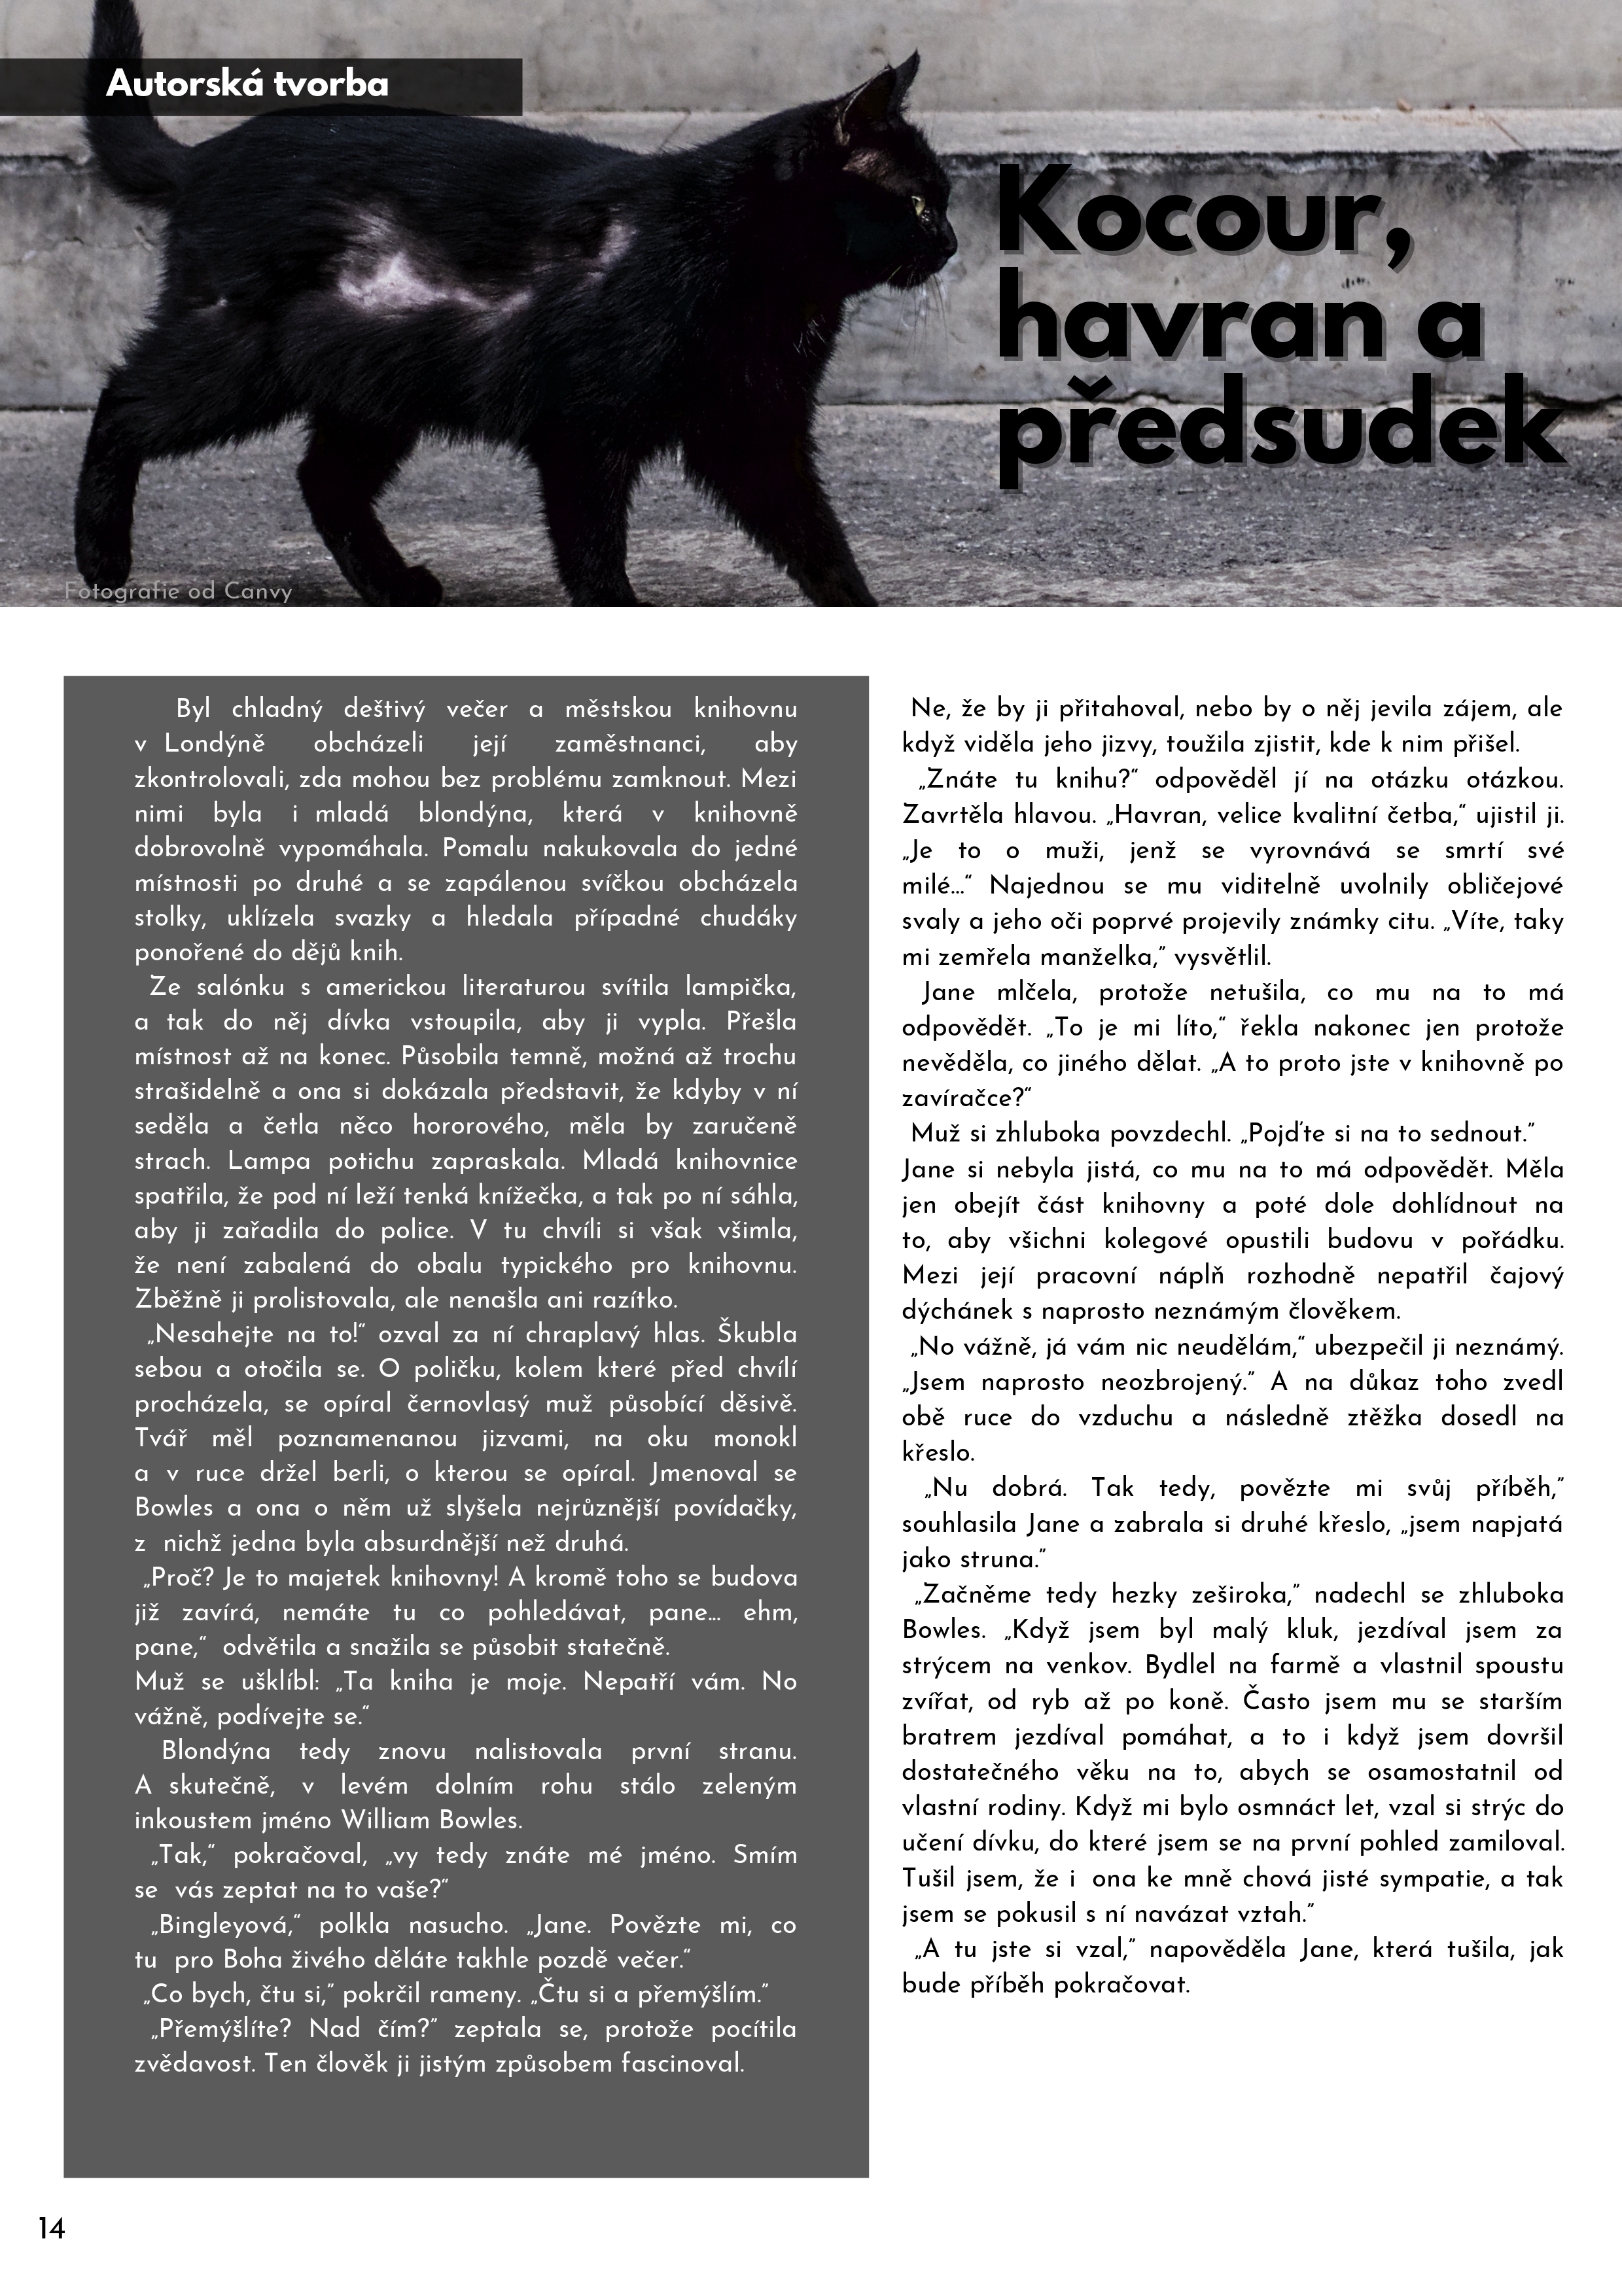 Autorská tvorba
Kocour,
havran a
předsudek
Fotografie od Canvy
Byl chladný deštivý večer a městskou knihovnu
v Londýně obcházeli její zaměstnanci, aby
zkontrolovali, zda mohou bez problému zamknout. Mezi
nimi byla i mladá blondýna, která v knihovně
dobrovolně vypomáhala. Pomalu nakukovala do jedné
místnosti po druhé a se zapálenou svíčkou obcházela
stolky, uklízela svazky a hledala případné chudáky
ponořené do dějů knih.
Ze salónku s americkou literaturou svítila lampička,
a tak do něj dívka vstoupila, aby ji vypla. Přešla
místnost až na konec. Působila temně, možná až trochu
strašidelně a ona si dokázala představit, že kdyby v ní
seděla a četla něco hororového, měla by zaručeně
strach. Lampa potichu zapraskala. Mladá knihovnice
spatřila, že pod ní leží tenká knížečka, a tak po ní sáhla,
aby ji zařadila do police. V tu chvíli si však všimla,
že není zabalená do obalu typického pro knihovnu.
Zběžně ji prolistovala, ale nenašla ani razítko.
„Nesahejte na to!“ ozval za ní chraplavý hlas. Škubla
sebou a otočila se. O poličku, kolem které před chvílí
procházela, se opíral černovlasý muž působící děsivě.
Tvář měl poznamenanou jizvami, na oku monokl
a v ruce držel berli, o kterou se opíral. Jmenoval se
Bowles a ona o něm už slyšela nejrůznější povídačky,
z nichž jedna byla absurdnější než druhá.
„Proč? Je to majetek knihovny! A kromě toho se budova
již zavírá, nemáte tu co pohledávat, pane... ehm,
pane,“ odvětila a snažila se působit statečně.
Muž se ušklíbl: „Ta kniha je moje. Nepatří vám. No
vážně, podívejte se.“
Blondýna tedy znovu nalistovala první stranu.
A skutečně, v levém dolním rohu stálo zeleným
inkoustem jméno William Bowles.
„Tak,“ pokračoval, „vy tedy znáte mé jméno. Smím
se vás zeptat na to vaše?“
„Bingleyová,“ polkla nasucho. „Jane. Povězte mi, co
tu pro Boha živého děláte takhle pozdě večer.“
„Co bych, čtu si,” pokrčil rameny. „Čtu si a přemýšlím.”
„Přemýšlíte? Nad čím?” zeptala se, protože pocítila
zvědavost. Ten člověk ji jistým způsobem fascinoval.
Ne, že by ji přitahoval, nebo by o něj jevila zájem, ale
když viděla jeho jizvy, toužila zjistit, kde k nim přišel.
„Znáte tu knihu?“ odpověděl jí na otázku otázkou.
Zavrtěla hlavou. „Havran, velice kvalitní četba,“ ujistil ji.
„Je to o muži, jenž se vyrovnává se smrtí své
milé...“ Najednou se mu viditelně uvolnily obličejové
svaly a jeho oči poprvé projevily známky citu. „Víte, taky
mi zemřela manželka,” vysvětlil.
Jane mlčela, protože netušila, co mu na to má
odpovědět. „To je mi líto,“ řekla nakonec jen protože
nevěděla, co jiného dělat. „A to proto jste v knihovně po
zavíračce?“
Muž si zhluboka povzdechl. „Pojďte si na to sednout.”
Jane si nebyla jistá, co mu na to má odpovědět. Měla
jen obejít část knihovny a poté dole dohlídnout na
to, aby všichni kolegové opustili budovu v pořádku.
Mezi její pracovní náplň rozhodně nepatřil čajový
dýchánek s naprosto neznámým člověkem.
„No vážně, já vám nic neudělám,“ ubezpečil ji neznámý.
„Jsem naprosto neozbrojený.” A na důkaz toho zvedl
obě ruce do vzduchu a následně ztěžka dosedl na
křeslo.
„Nu dobrá. Tak tedy, povězte mi svůj příběh,”
souhlasila Jane a zabrala si druhé křeslo, „jsem napjatá
jako struna.”
„Začněme tedy hezky zeširoka,” nadechl se zhluboka
Bowles. „Když jsem byl malý kluk, jezdíval jsem za
strýcem na venkov. Bydlel na farmě a vlastnil spoustu
zvířat, od ryb až po koně. Často jsem mu se starším
bratrem jezdíval pomáhat, a to i když jsem dovršil
dostatečného věku na to, abych se osamostatnil od
vlastní rodiny. Když mi bylo osmnáct let, vzal si strýc do
učení dívku, do které jsem se na první pohled zamiloval.
Tušil jsem, že i ona ke mně chová jisté sympatie, a tak
jsem se pokusil s ní navázat vztah.”
„A tu jste si vzal,” napověděla Jane, která tušila, jak
bude příběh pokračovat.
14